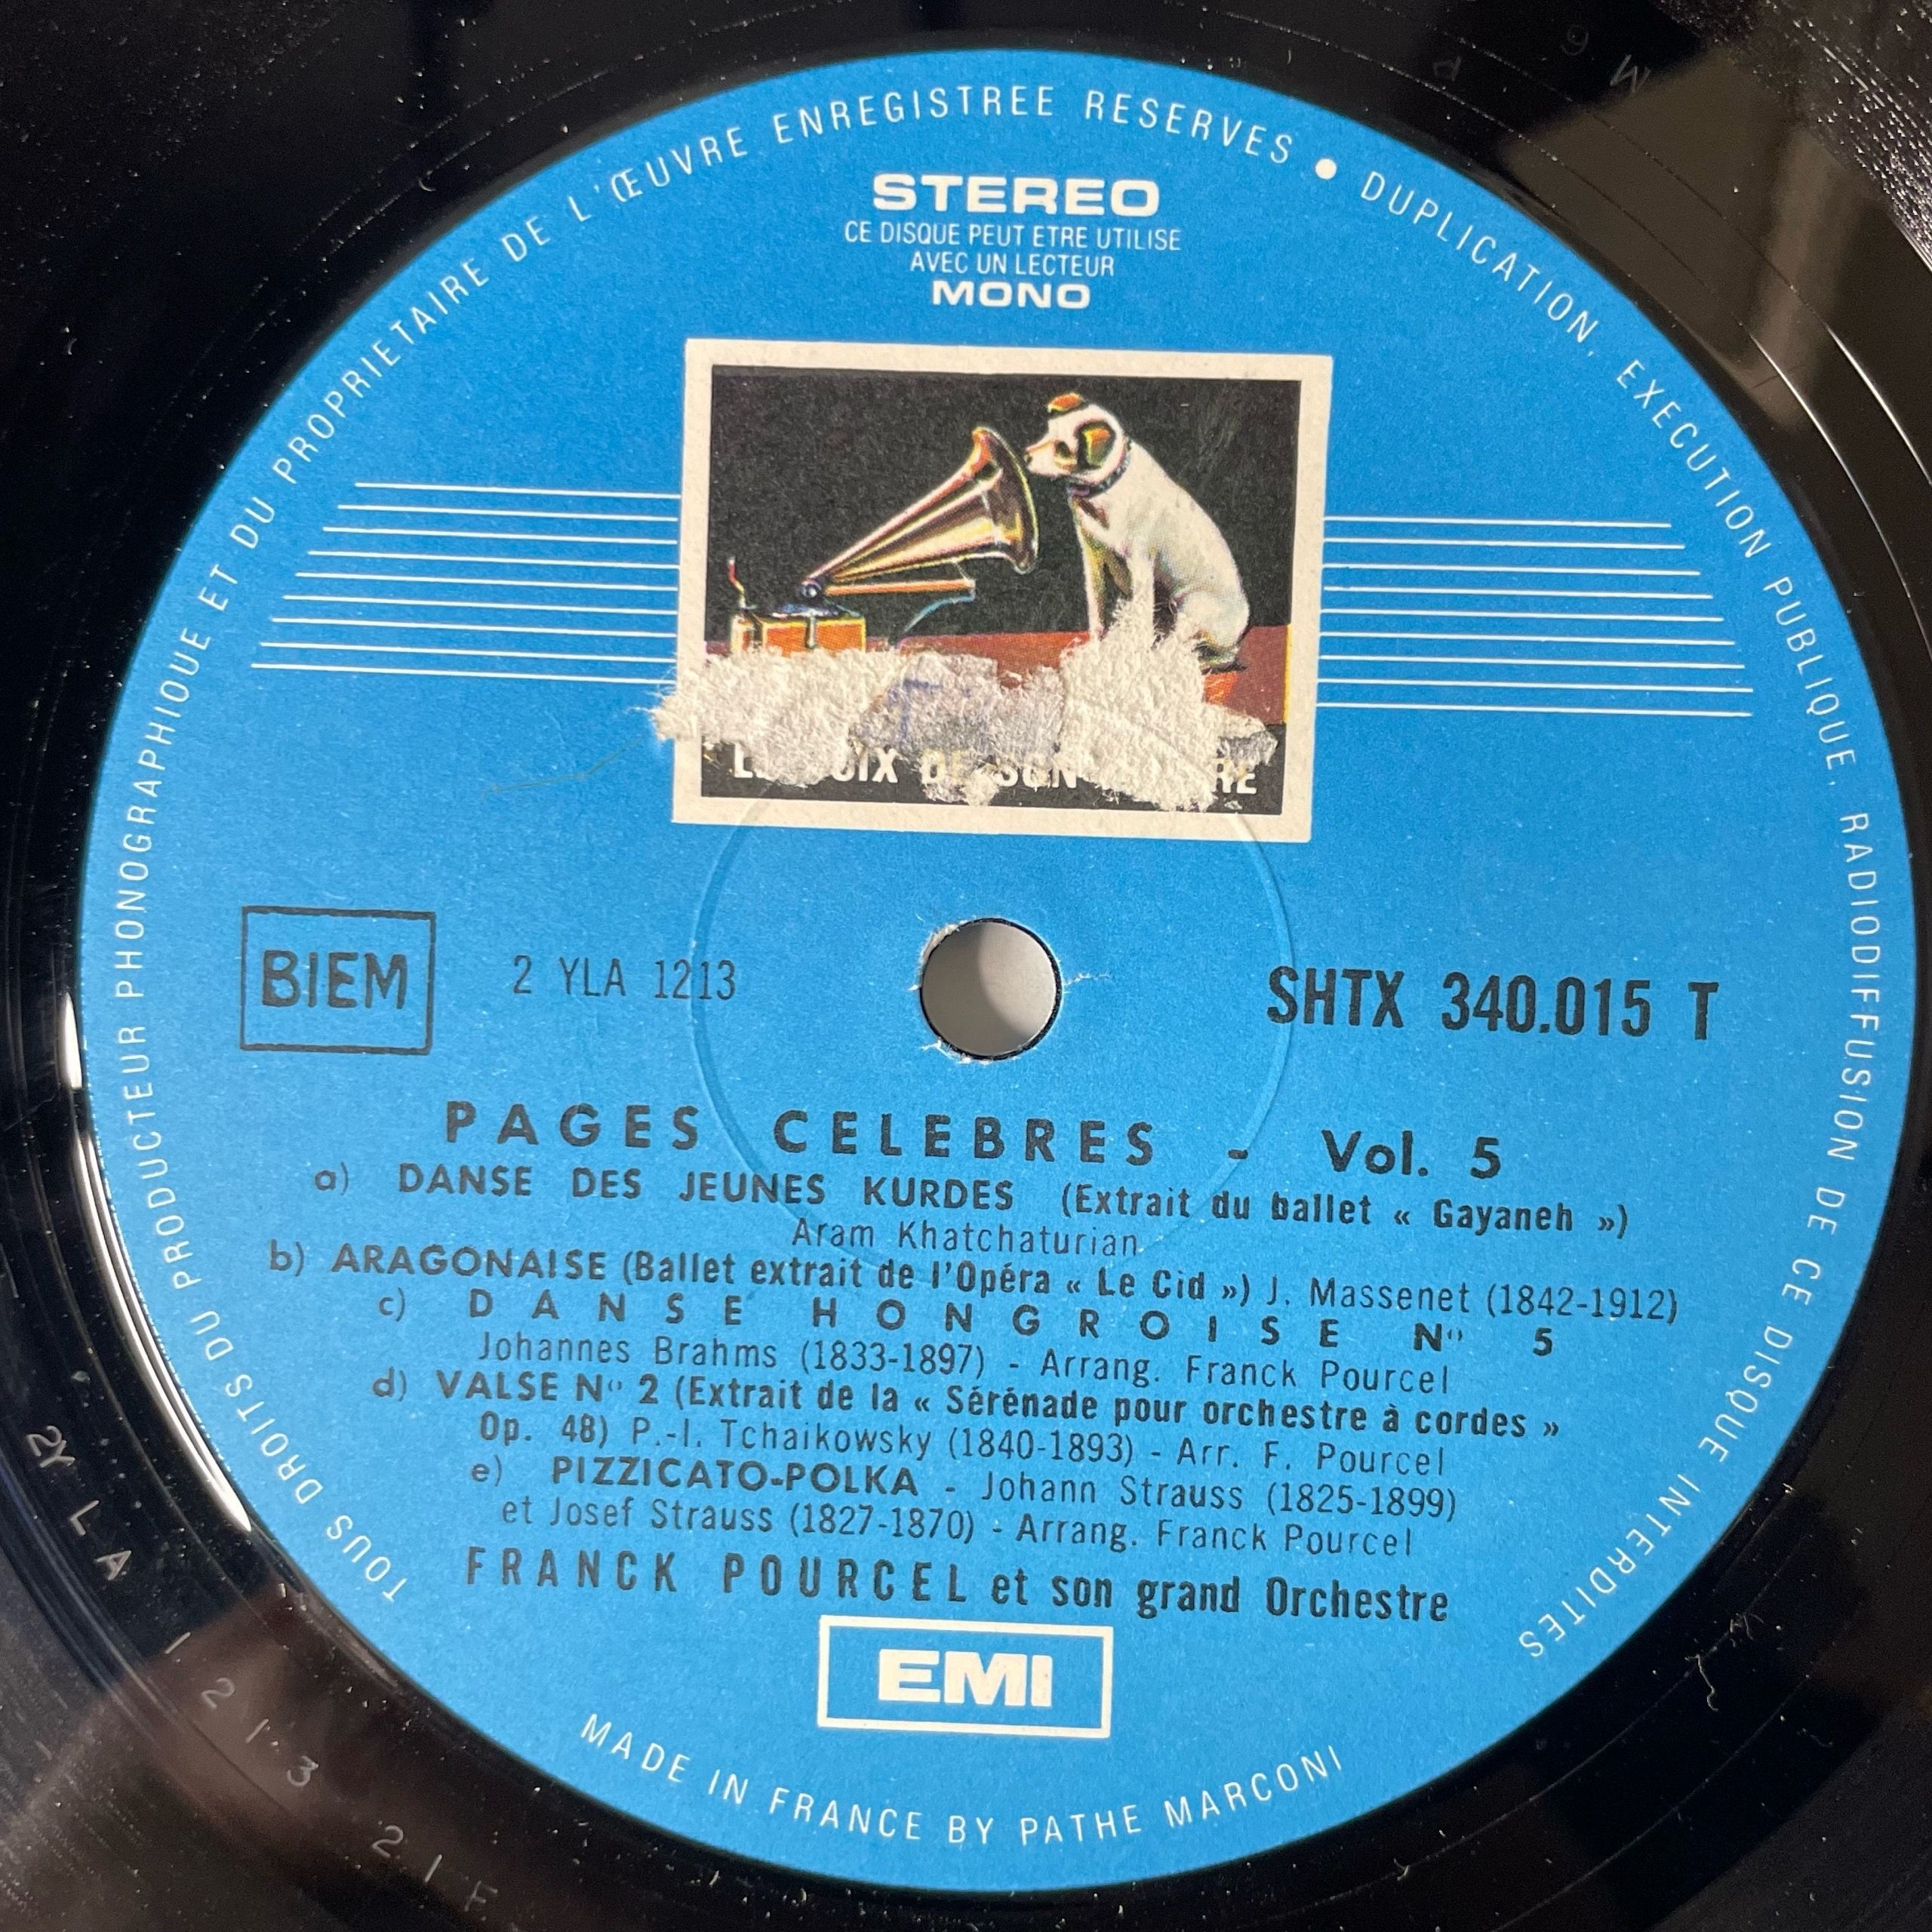 TOUS DROITS DU PRODUCTEUR PHONOGRAPHIQUE ET DU PROPRIETAIRE DE L'ŒUVRE ENREGISTREE RESERVES • DUPLICATION, EXECUTION PUBLIQUE, RADIODIFFUSION DE CE DISQUE INTERDITES
STEREO
CE DISQUE PEUT ETRE UTILISE
AVEC UN LECTEUR
MONO
DE SON
BIEM
2 YLA 1213
SHTX 340.015 T
PAGES CELEBRES - Vol. 5
a) DANSE DES JEUNES KURDES (Extrait du ballet « Gayaneh »)
Aram Khatchaturian
b) ARAGONAISE (Ballet extrait de l'Opéra « Le Cid ») J. Massenet (1842-1912)
c) DANSE HONGROISE N° 5
Johannes Brahms (1833-1897) - Arrang. Franck Pourcel
d) VALSE N° 2 (Extrait de la « Sérénade pour orchestre à cordes »
Op. 48) P.-I. Tchaikowsky (1840-1893) - Arr. F. Pourcel
e) PIZZICATO-POLKA - Johann Strauss (1825-1899)
et Josef Strauss (1827-1870) - Arrang. Franck Pourcel
FRANCK POURCEL et son grand Orchestre
EMI
MADE IN FRANCE BY PATHE MARCONI
2Y LA 1213 21F